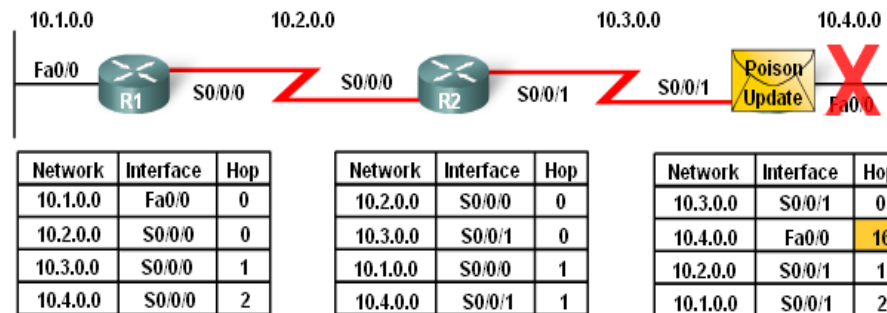 10.1.0.0 10.2.0.0 10.3.0.0 10.4.0.0
Fa0/0 R1 S0/0/0 S0/0/0 R2 S0/0/1 S0/0/1 Poison Update Fa0/0
Network Interface Hop
10.1.0.0 Fa0/0 0
10.2.0.0 S0/0/0 0
10.3.0.0 S0/0/0 1
10.4.0.0 S0/0/0 2
Network Interface Hop
10.2.0.0 S0/0/0 0
10.3.0.0 S0/0/1 0
10.1.0.0 S0/0/0 1
10.4.0.0 S0/0/1 1
Network Interface Hop
10.3.0.0 S0/0/1 0
10.4.0.0 Fa0/0 16
10.2.0.0 S0/0/1 1
10.1.0.0 S0/0/1 2